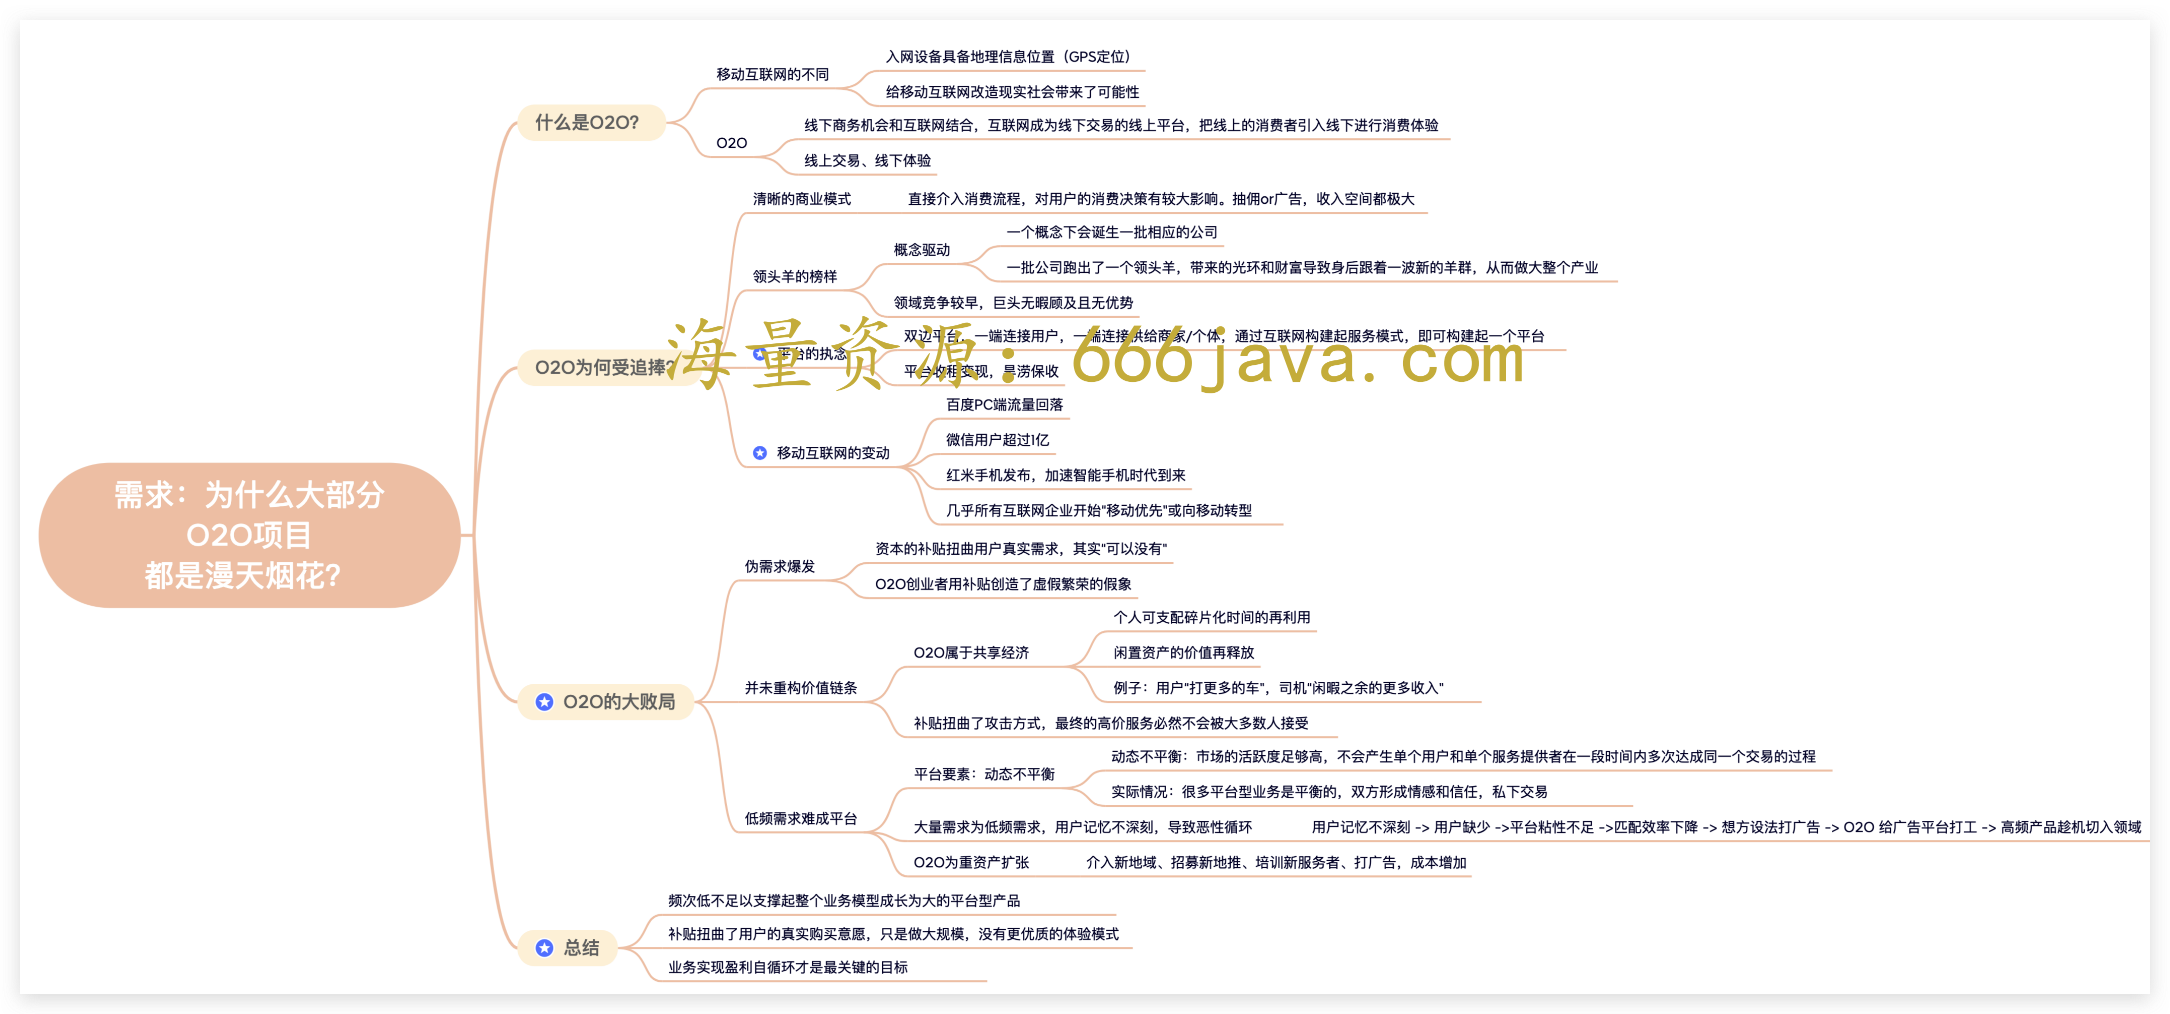 需求：为什么大部分
O2O项目
都是漫天烟花?
什么是O2O?
移动互联网的不同
入网设备具备地理信息位置（GPS定位）
给移动互联网改造现实社会带来了可能性
O2O
线下商务机会和互联网结合，互联网成为线下交易的线上平台，把线上的消费者引入线下进行消费体验
线上交易、线下体验
O2O为何受追捧?
清晰的商业模式
直接介入消费流程，对用户的消费决策有较大影响。抽佣or广告，收入空间都极大
领头羊的榜样
概念驱动
一个概念下会诞生一批相应的公司
一批公司跑出了一个领头羊，带来的光环和财富导致身后跟着一波新的羊群，从而做大整个产业
领域竞争较早，巨头无暇顾及且无优势
平台的执念
双边平台：一端连接用户，一端连接供给商家/个体，通过互联网构建起服务模式，即可构建起一个平台
平台收租变现，旱涝保收
海量资源：666java.com
移动互联网的变动
百度PC端流量回落
微信用户超过1亿
红米手机发布，加速智能手机时代到来
几乎所有互联网企业开始"移动优先"或向移动转型
O2O的大败局
伪需求爆发
资本的补贴扭曲用户真实需求，其实"可以没有"
O2O创业者用补贴创造了虚假繁荣的假象
并未重构价值链条
O2O属于共享经济
个人可支配碎片化时间的再利用
闲置资产的价值再释放
例子：用户"打更多的车"，司机"闲暇之余的更多收入"
补贴扭曲了攻击方式，最终的高价服务必然不会被大多数人接受
低频需求难成平台
平台要素：动态不平衡
动态不平衡：市场的活跃度足够高，不会产生单个用户和单个服务提供者在一段时间内多次达成同一个交易的过程
实际情况：很多平台型业务是平衡的，双方形成情感和信任，私下交易
大量需求为低频需求，用户记忆不深刻，导致恶性循环
用户记忆不深刻 -> 用户缺少 ->平台粘性不足 ->匹配效率下降 -> 想方设法打广告 -> O2O 给广告平台打工 -> 高频产品趁机切入领域
O2O为重资产扩张
介入新地域、招募新地推、培训新服务者、打广告，成本增加
总结
频次低不足以支撑起整个业务模型成长为大的平台型产品
补贴扭曲了用户的真实购买意愿，只是做大规模，没有更优质的体验模式
业务实现盈利自循环才是最关键的目标